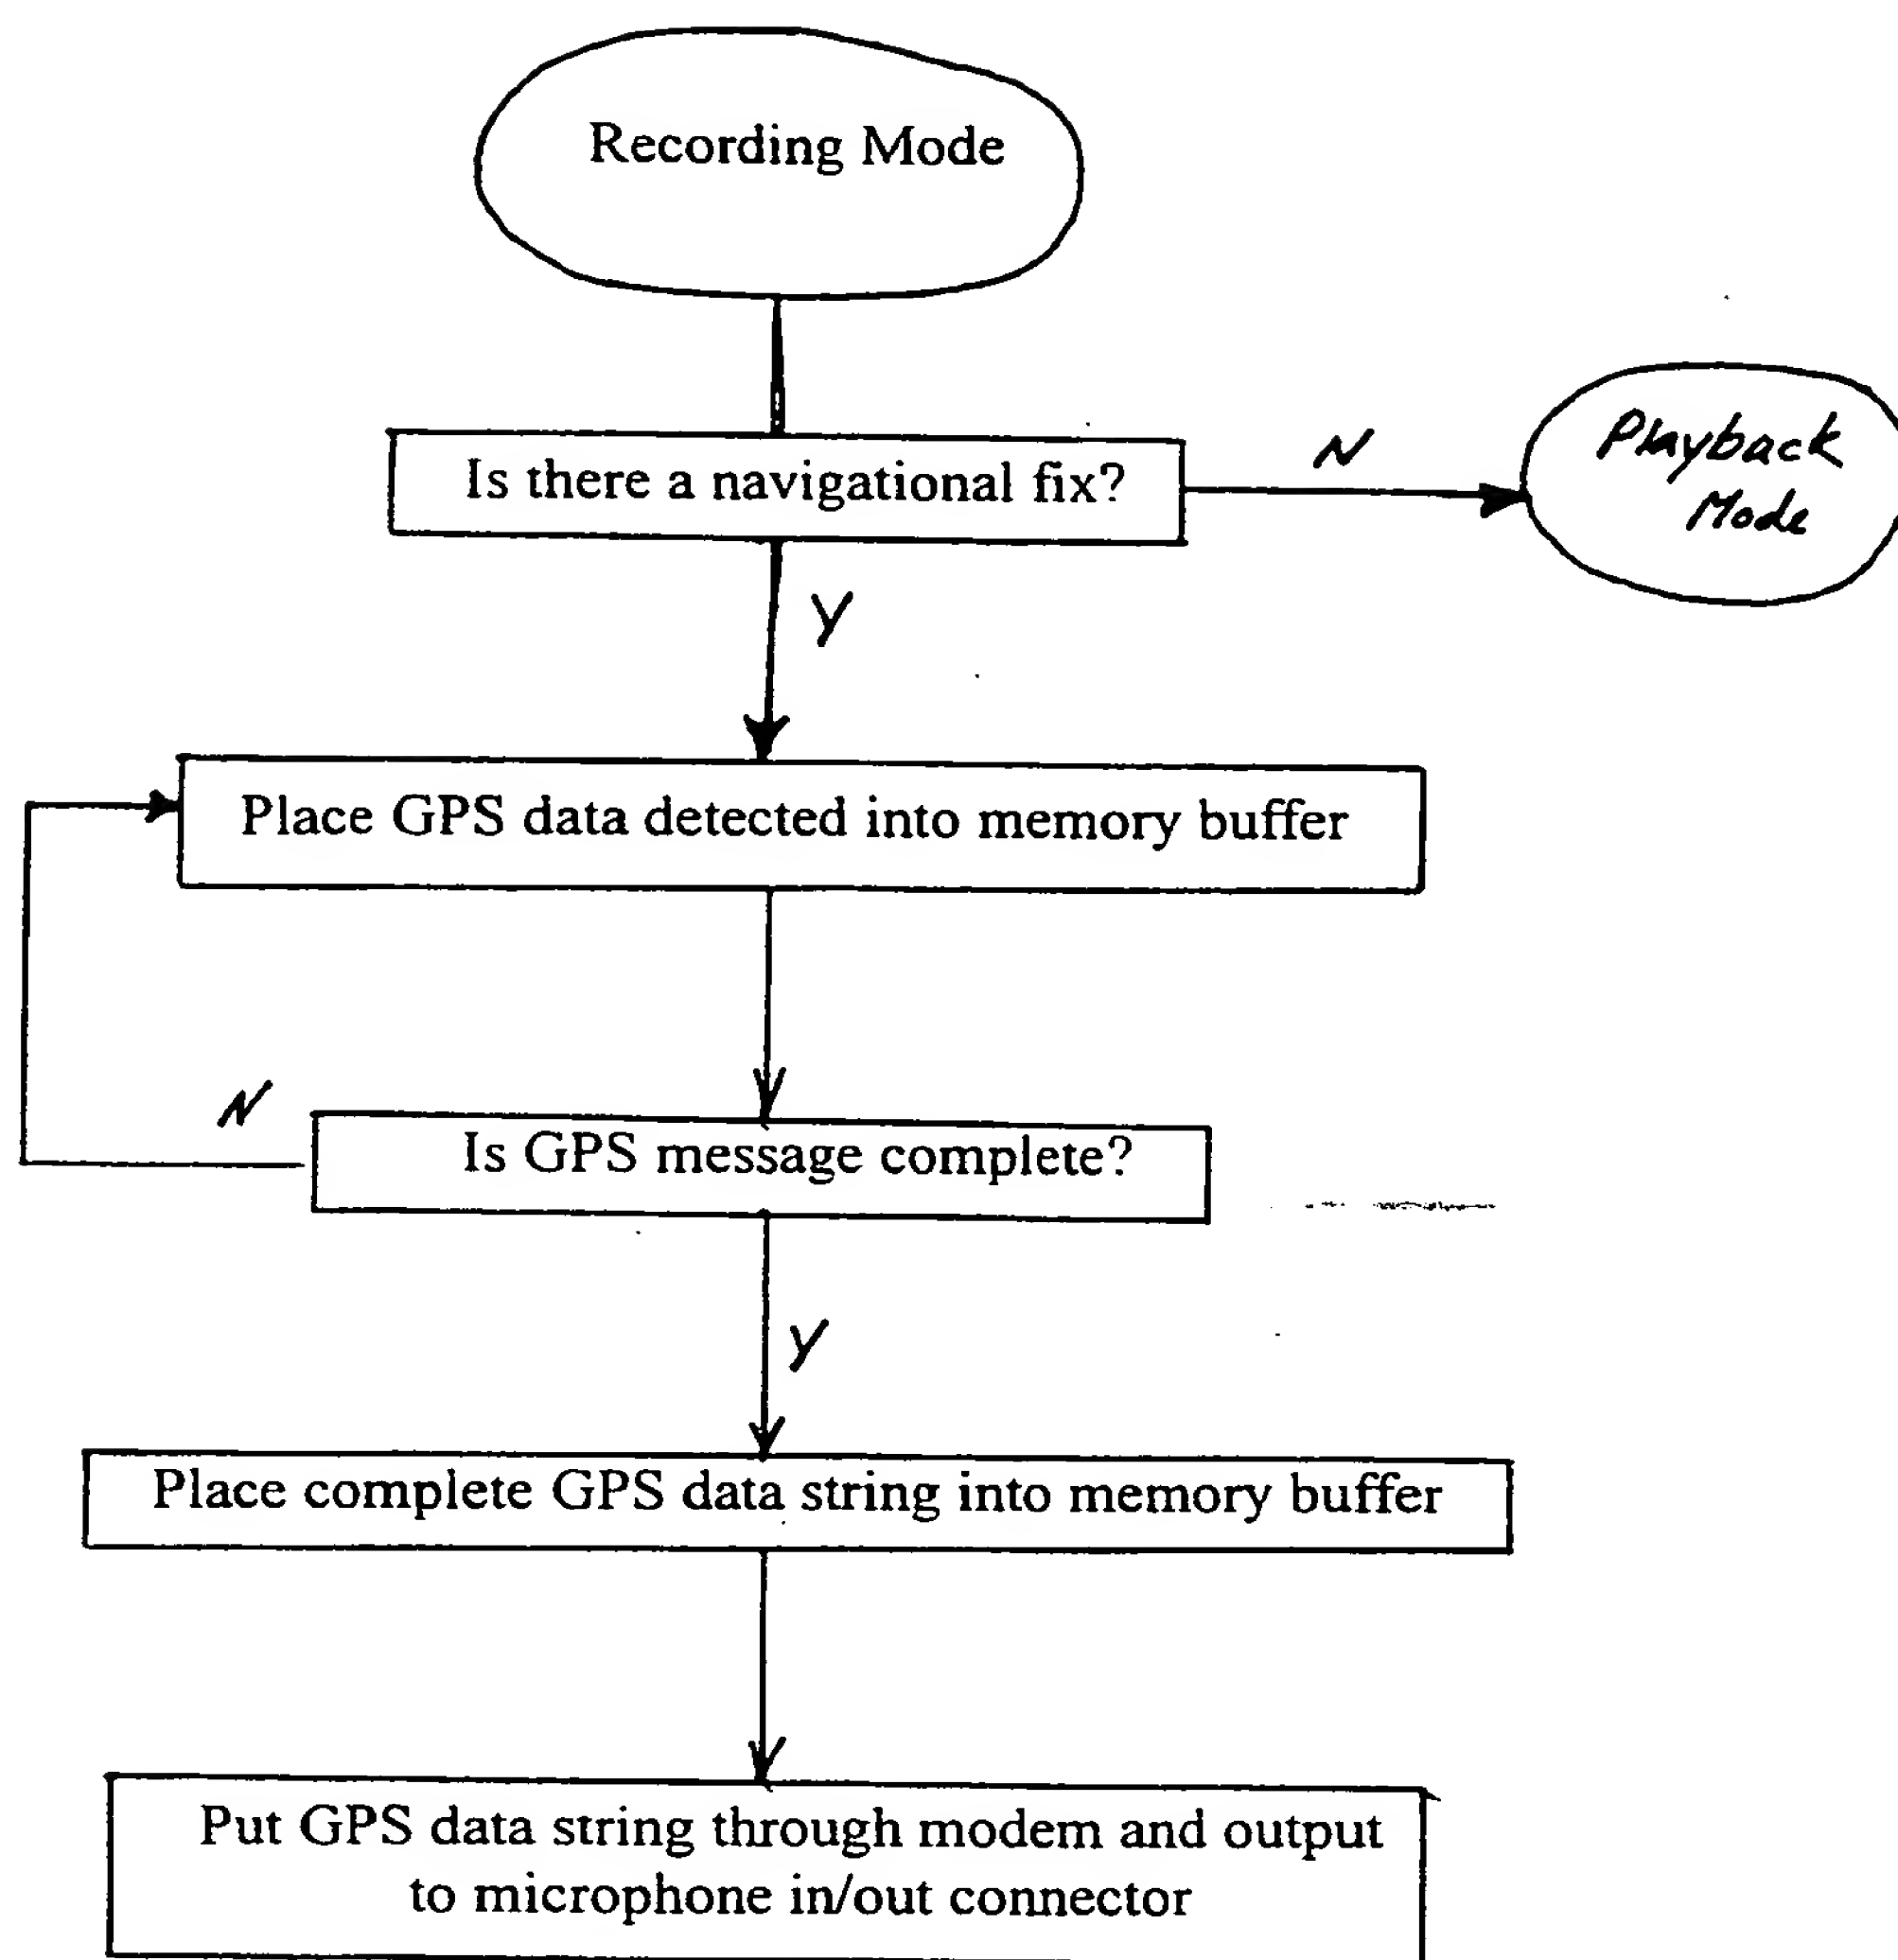 Recording Mode
Is there a navigational fix?
N
Playback
Mode
Y
Place GPS data detected into memory buffer
N
Is GPS message complete?
Y
Place complete GPS data string into memory buffer
Put GPS data string through modem and output
to microphone in/out connector